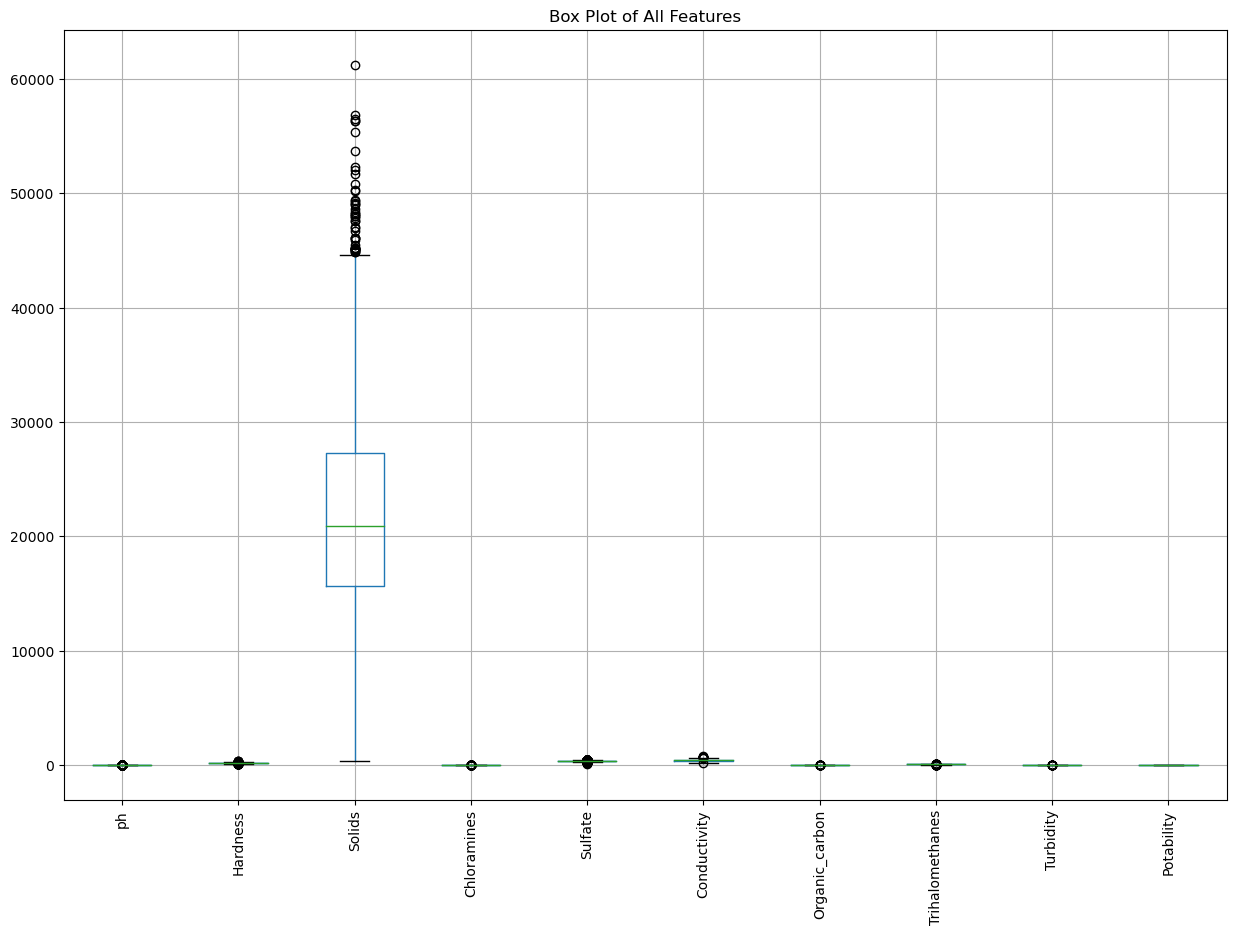 Box Plot of All Features
60000
50000
40000
30000
20000
10000
0
ph
Hardness
Solids
Chloramines
Sulfate
Conductivity
Organic_carbon
Trihalomethanes
Turbidity
Potability